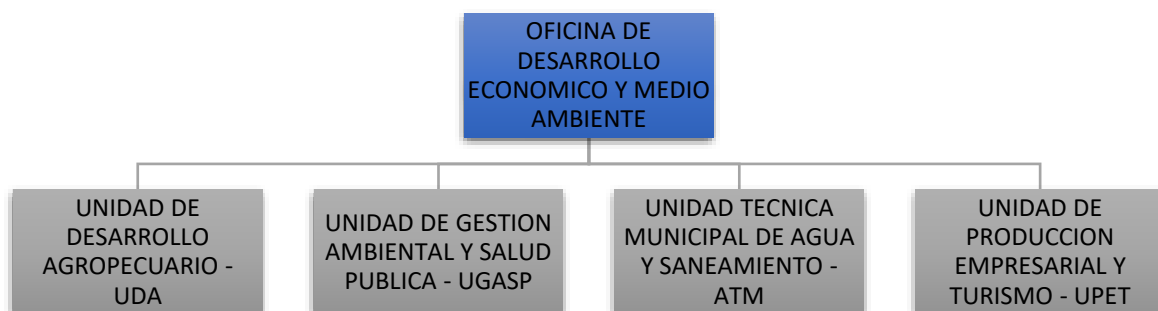 OFICINA DE
DESARROLLO
ECONOMICO Y MEDIO
AMBIENTE
UNIDAD DE
DESARROLLO
AGROPECUARIO -
UDA
UNIDAD DE GESTION
AMBIENTAL Y SALUD
PUBLICA - UGASP
UNIDAD TECNICA
MUNICIPAL DE AGUA
Y SANEAMIENTO -
ATM
UNIDAD DE
PRODUCCION
EMPRESARIAL Y
TURISMO - UPET